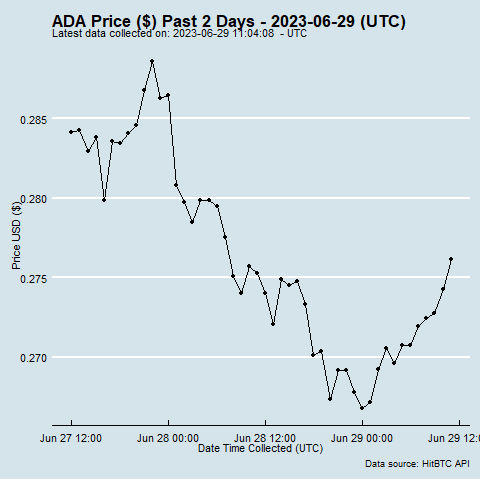 ADA Price ($) Past 2 Days - 2023-06-29 (UTC)
Latest data collected on: 2023-06-29 11:04:08 - UTC
0.285
0.280
0.275
0.270
Price USD ($)
Jun 27 12:00
Jun 28 00:00
Jun 28 12:00
Jun 29 00:00
Jun 29 12:
Date Time Collected (UTC)
Data source: HitBTC API